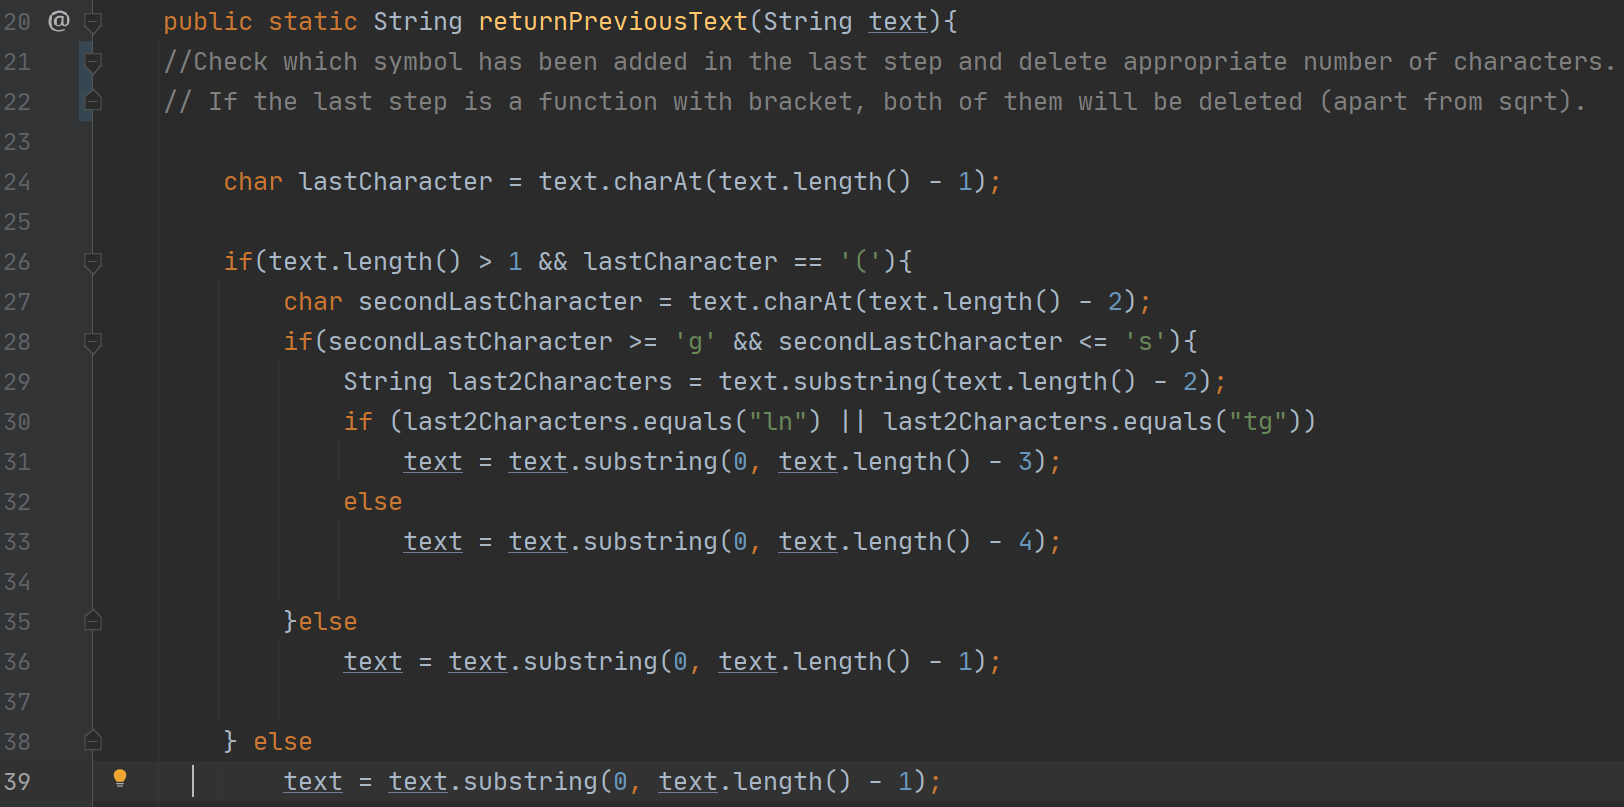 20 @ public static String returnPreviousText(String text){
21 //Check which symbol has been added in the last step and delete appropriate number of characters.
22 // If the last step is a function with bracket, both of them will be deleted (apart from sqrt).
23
24 char lastCharacter = text.charAt(text.length() - 1);
25
26 if(text.length() > 1 && lastCharacter == '('){
27 char secondLastCharacter = text.charAt(text.length() - 2);
28 if(secondLastCharacter >= 'g' && secondLastCharacter <= 's'){
29 String last2Characters = text.substring(text.length() - 2);
30 if (last2Characters.equals("ln") || last2Characters.equals("tg"))
31 text = text.substring(0, text.length() - 3);
32 else
33 text = text.substring(0, text.length() - 4);
34
35 }else
36 text = text.substring(0, text.length() - 1);
37
38 } else
39 text = text.substring(0, text.length() - 1);